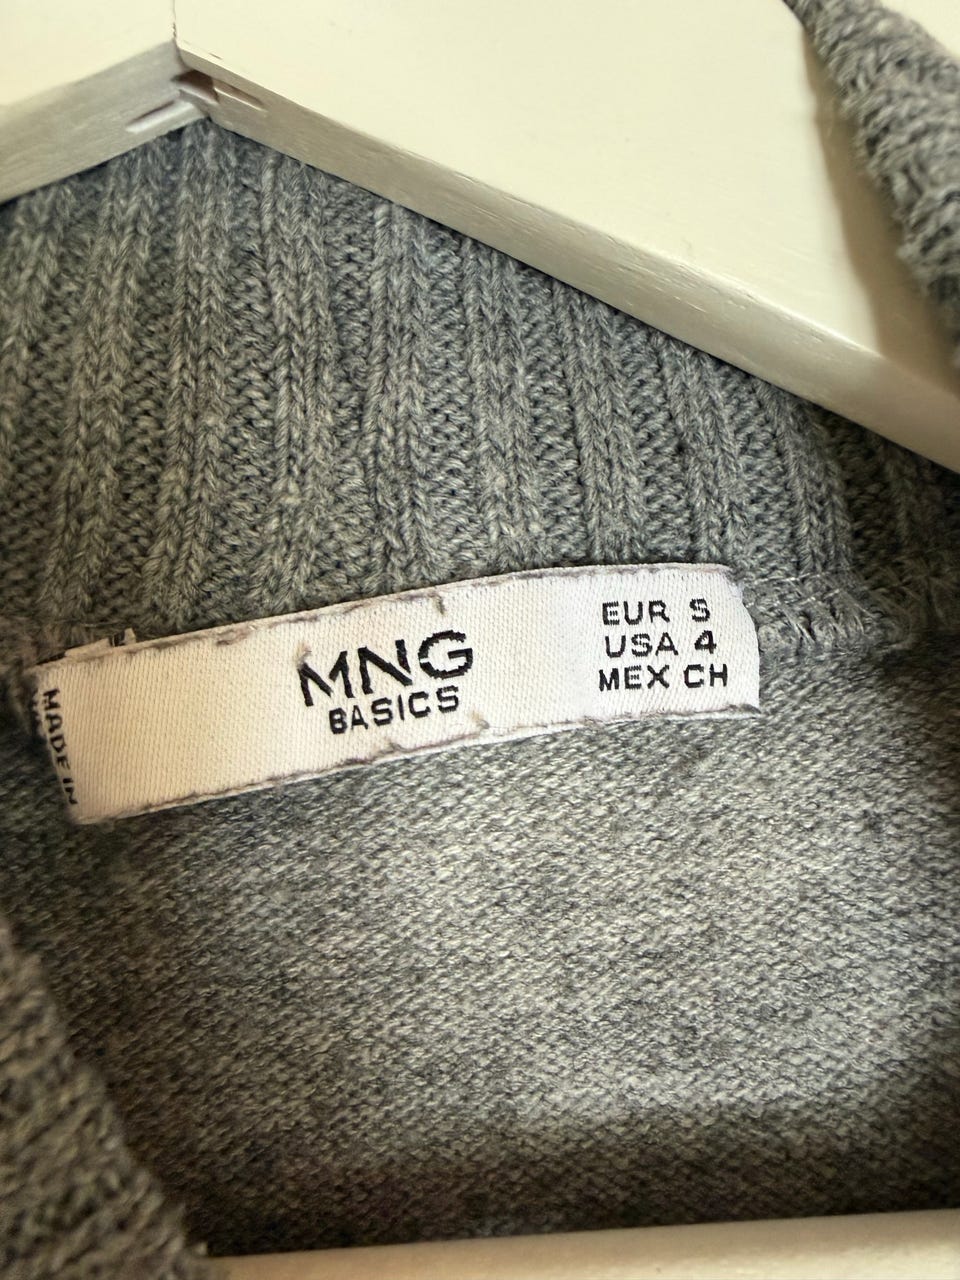 MADE IN
MNG
BASICS
EUR S
USA 4
MEX CH